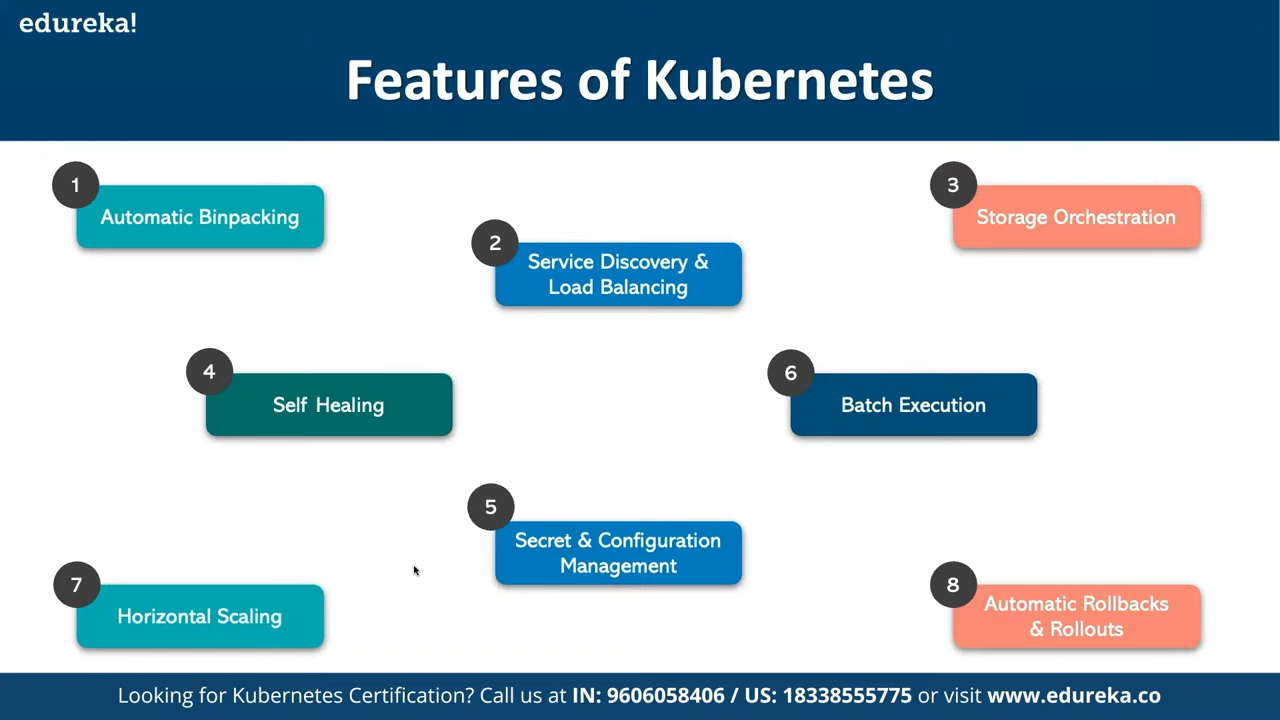 edureka!
Features of Kubernetes
1
Automatic Binpacking
2
Service Discovery &
Load Balancing
3
Storage Orchestration
4
Self Healing
5
Secret & Configuration
Management
6
Batch Execution
7
Horizontal Scaling
8
Automatic Rollbacks
& Rollouts
Looking for Kubernetes Certification? Call us at IN: 9606058406 / US: 18338555775 or visit www.edureka.co